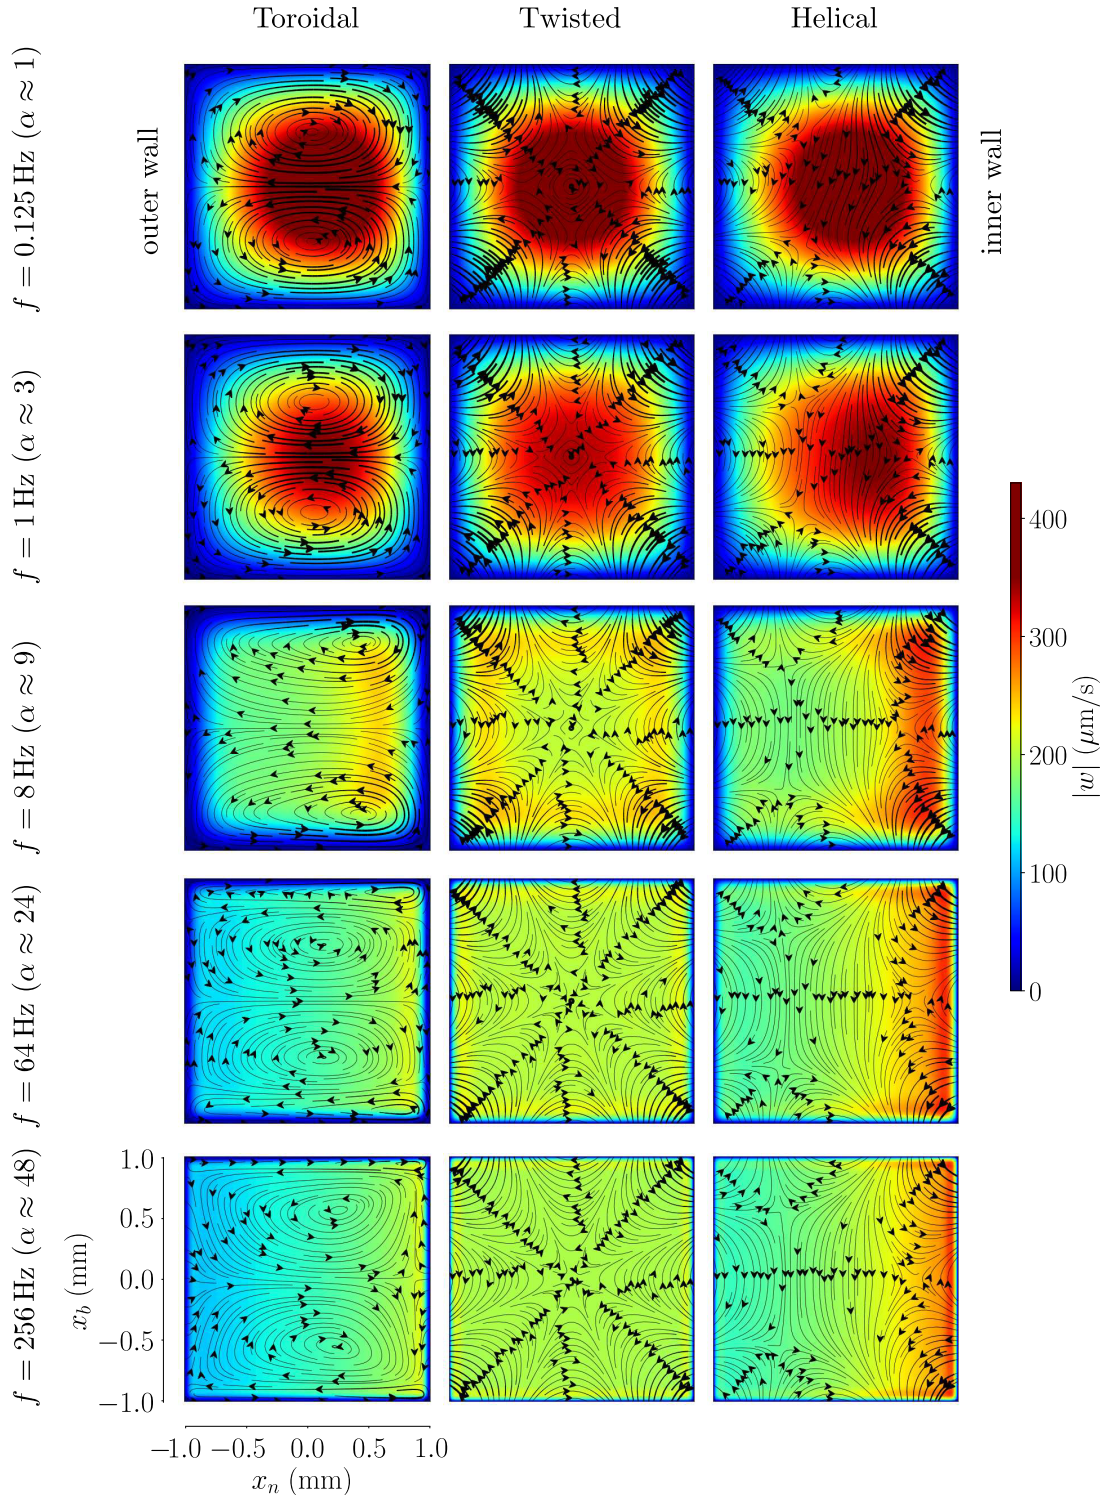 Toroidal Twisted Helical
f = 0.125 Hz (α ≈ 1)
outer wall
inner wall
f = 1 Hz (α ≈ 3)
f = 8 Hz (α ≈ 9)
f = 64 Hz (α ≈ 24)
f = 256 Hz (α ≈ 48)
400
300
200
100
0
|w| (μm/s)
1.0
0.5
0.0
−0.5
−1.0
x_b (mm)
−1.0 −0.5 0.0 0.5 1.0
x_n (mm)